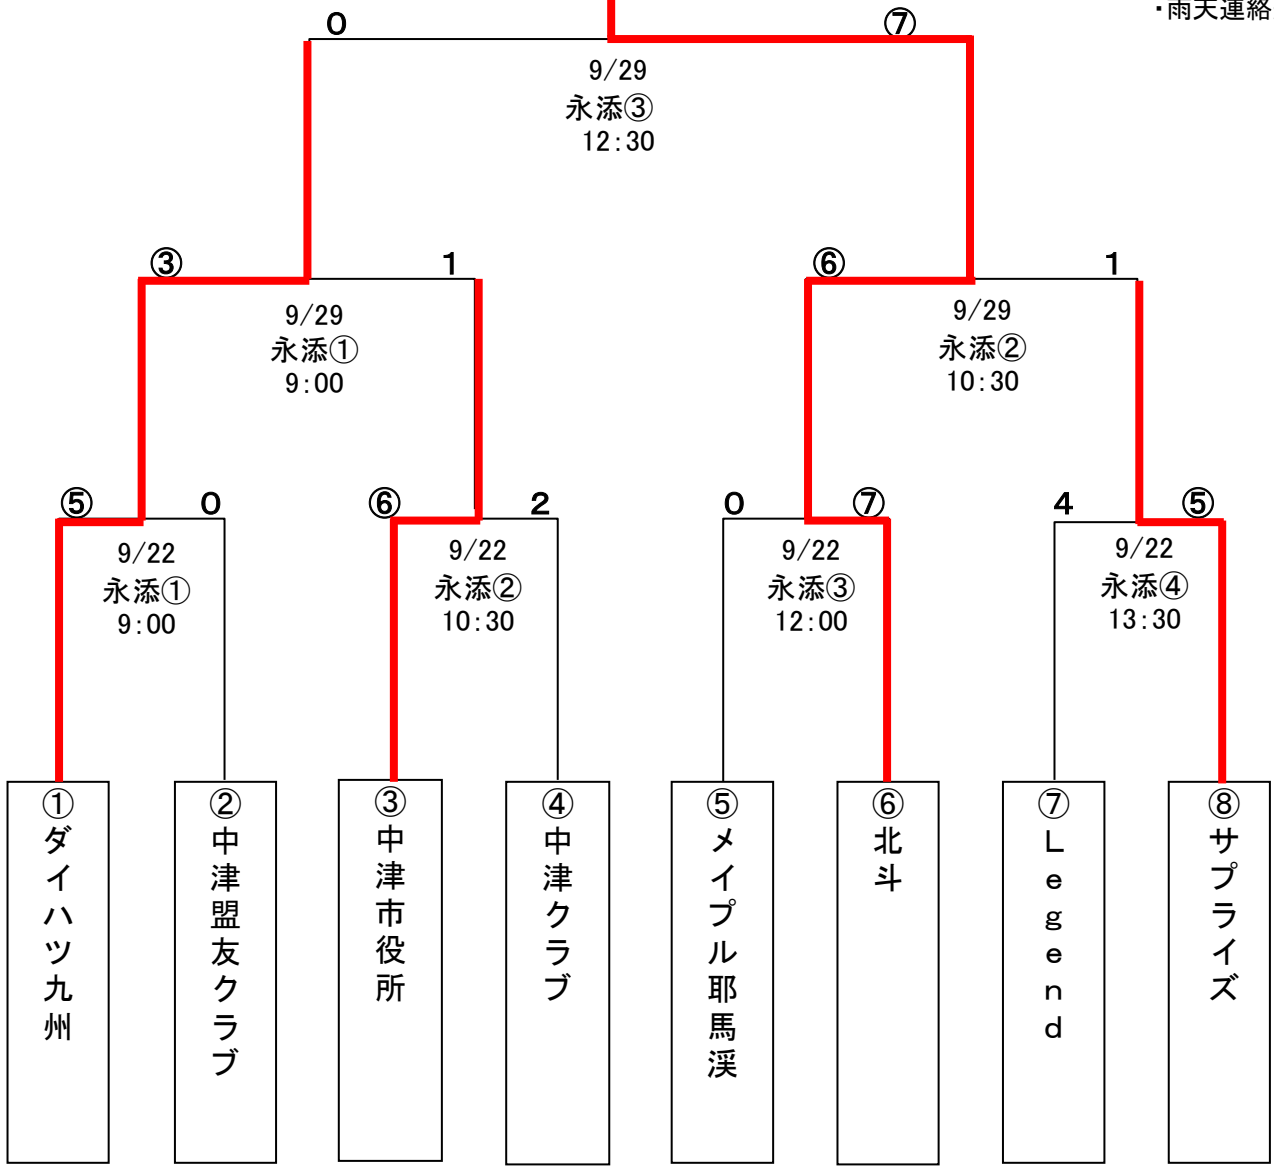 ・雨天連絡
0
⑦
9/29
永添③
12:30
③
1
⑥
1
9/29
永添①
9:00
9/29
永添②
10:30
⑤
0
⑥
2
0
⑦
4
⑤
9/22
永添①
9:00
9/22
永添②
10:30
9/22
永添③
12:00
9/22
永添④
13:30
①ダイハツ九州
②中津盟友クラブ
③中津市役所
④中津クラブ
⑤メイプル耶馬渓
⑥北斗
⑦Legend
⑧サプライズ